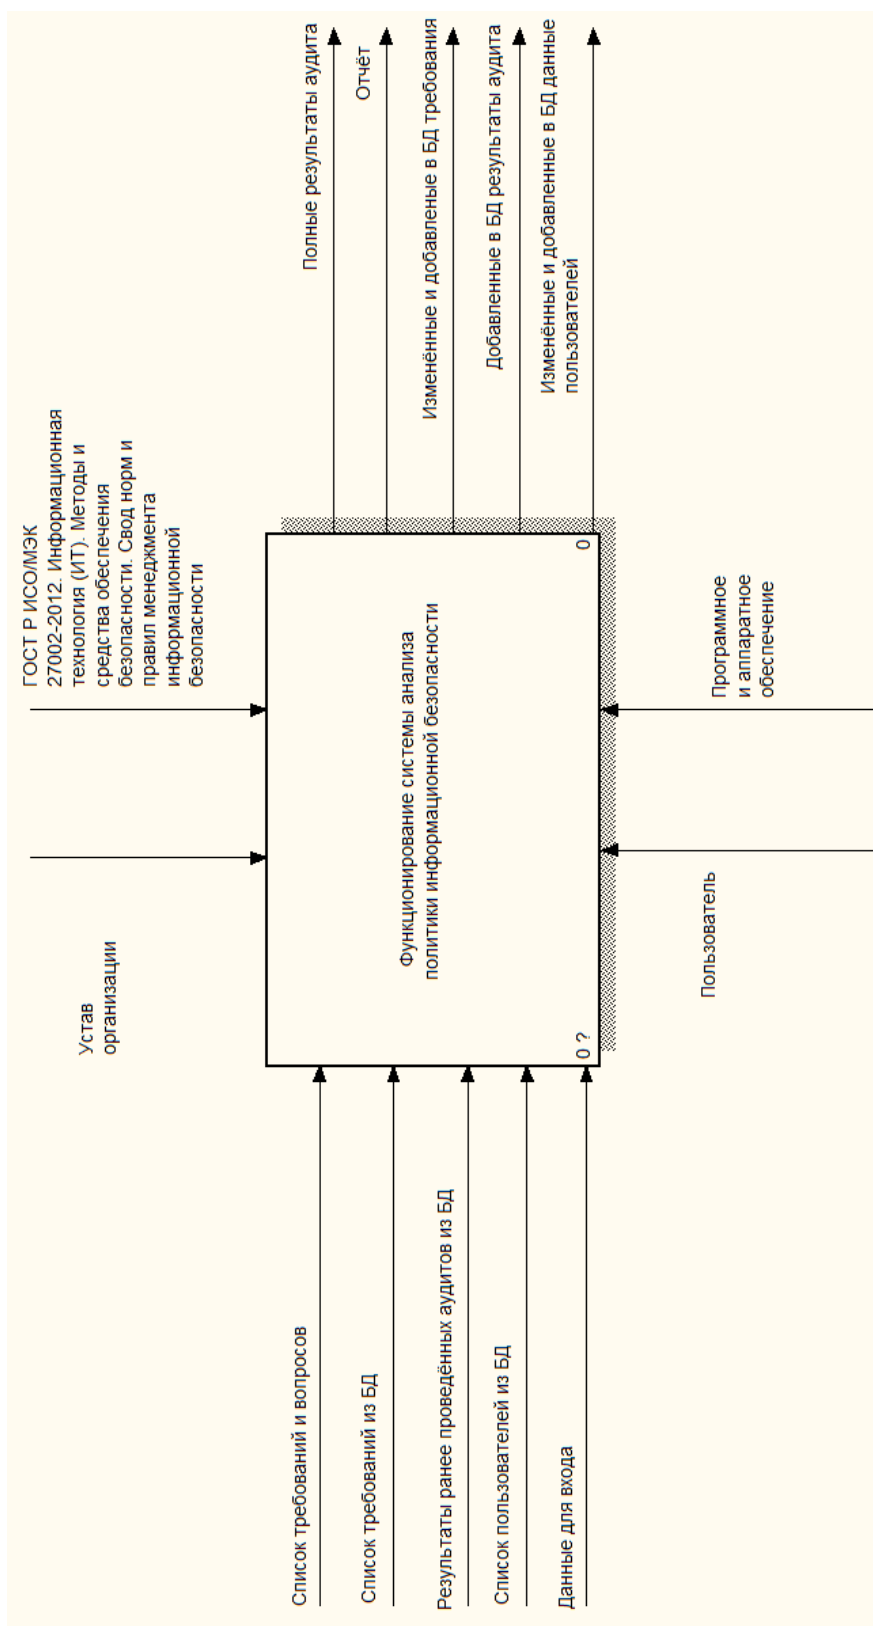 ГОСТ Р ИСО/МЭК
27002-2012. Информационная
технология (ИТ). Методы и
средства обеспечения
безопасности. Свод норм и
правил менеджмента
информационной
безопасности
Устав
организации
Список требований и вопросов
Список требований из БД
Результаты ранее проведённых аудитов из БД
Список пользователей из БД
Данные для входа
Функционирование системы анализа
политики информационной безопасности
0 ?
0
Полные результаты аудита
Отчёт
Изменённые и добавленые в БД требования
Добавленные в БД результаты аудита
Изменённые и добавленные в БД данные
пользователей
Пользователь
Программное
и аппаратное
обеспечение